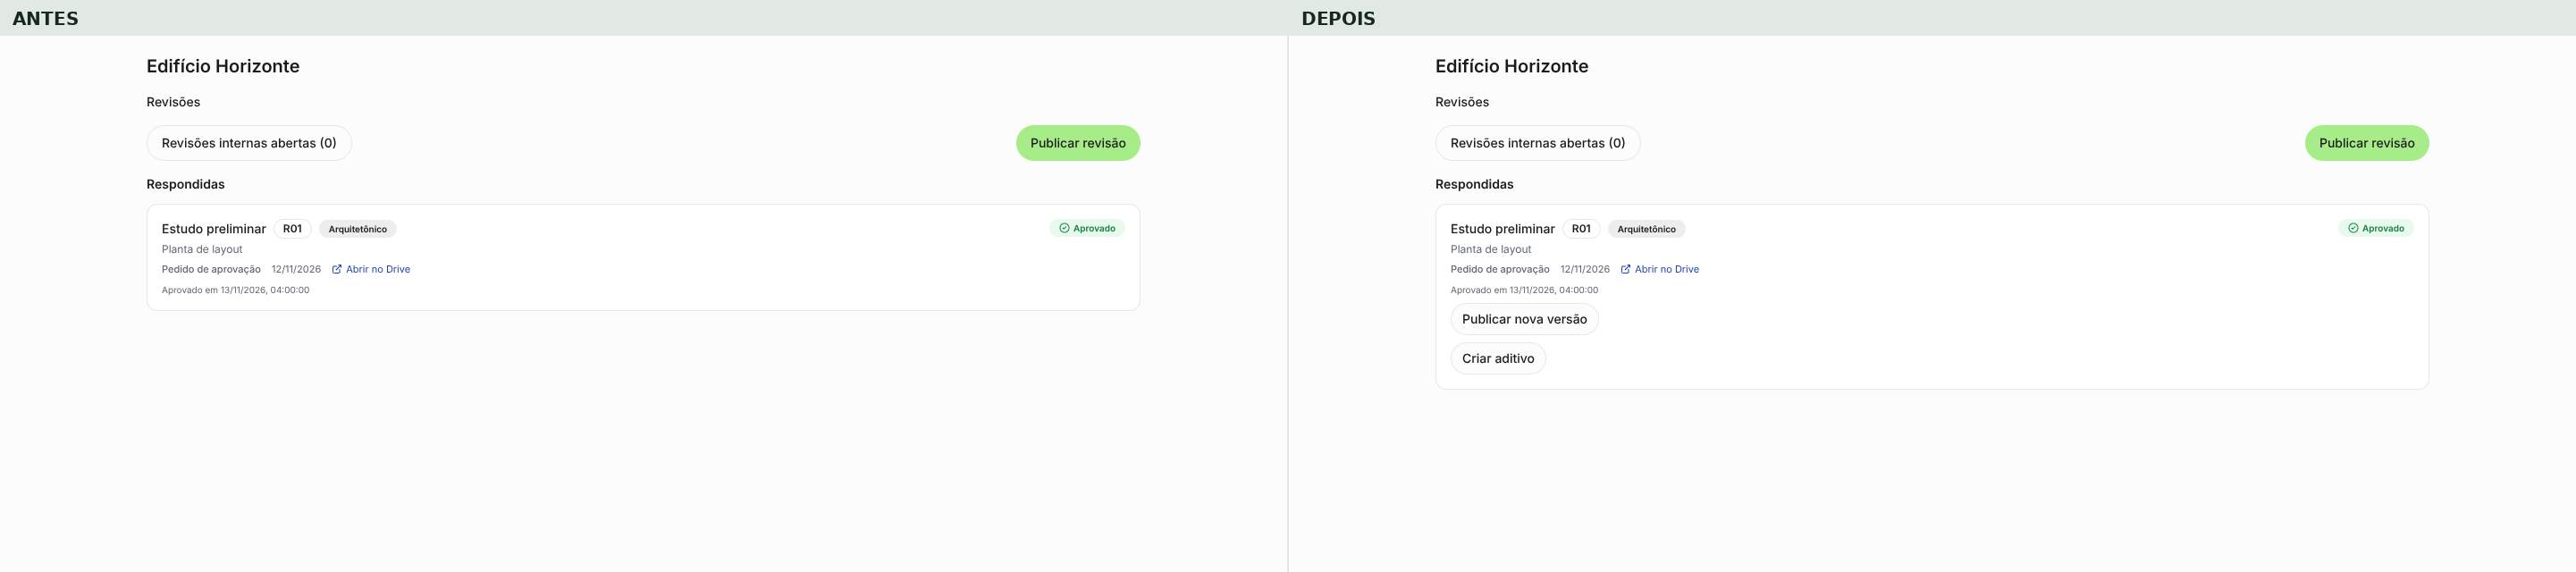 ANTES
Edifício Horizonte
Revisões
Revisões internas abertas (0)
Publicar revisão
Respondidas
Estudo preliminar R01 Arquitetônico Aprovado
Planta de layout
Pedido de aprovação 12/11/2026 Abrir no Drive
Aprovado em 13/11/2026, 04:00:00
DEPOIS
Edifício Horizonte
Revisões
Revisões internas abertas (0)
Publicar revisão
Respondidas
Estudo preliminar R01 Arquitetônico Aprovado
Planta de layout
Pedido de aprovação 12/11/2026 Abrir no Drive
Aprovado em 13/11/2026, 04:00:00
Publicar nova versão
Criar aditivo